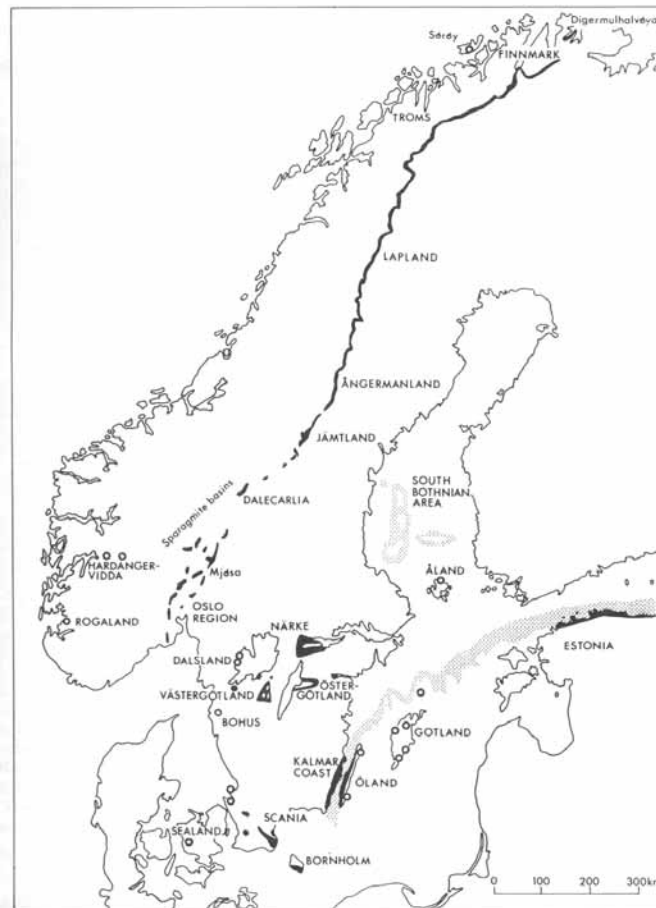 Digermulhalvøya
Sørøy
FINNMARK
TROMS
LAPLAND
ÅNGERMANLAND
JÄMTLAND
SOUTH
BOTHNIAN
AREA
DALECARLIA
Sparagmite basins
Mjøsa
HARDANGER-
VIDDA
ÅLAND
OSLO
REGION
ROGALAND
NÄRKE
ESTONIA
DALSLAND
VÄSTERGÖTLAND
ÖSTER-
GÖTLAND
BOHUS
GOTLAND
KALMAR
COAST
ÖLAND
SCANIA
SEALAND
BORNHOLM
0 100 200 300km